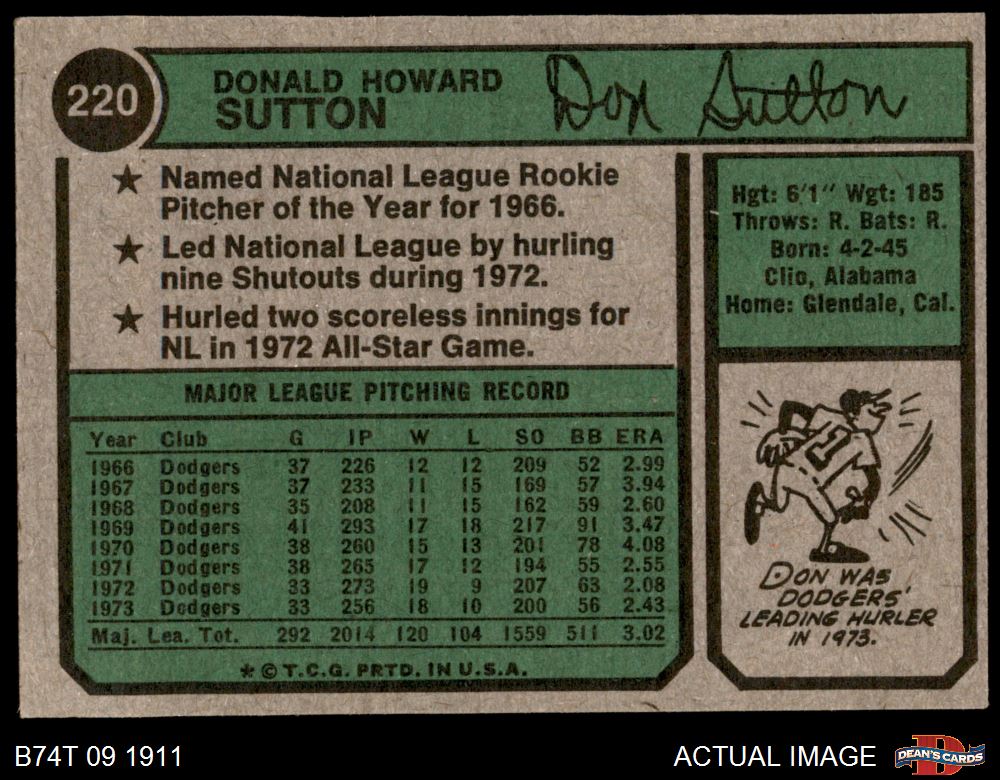 220
DONALD HOWARD
SUTTON
Don Sutton
★ Named National League Rookie
Pitcher of the Year for 1966.
★ Led National League by hurling
nine Shutouts during 1972.
★ Hurled two scoreless innings for
NL in 1972 All-Star Game.
Hgt: 6'1" Wgt: 185
Throws: R. Bats: R.
Born: 4-2-45
Clio, Alabama
Home: Glendale, Cal.
MAJOR LEAGUE PITCHING RECORD
Year Club G IP W L SO BB ERA
1966 Dodgers 37 226 12 12 209 52 2.99
1967 Dodgers 37 233 11 15 169 57 3.94
1968 Dodgers 35 208 11 15 162 59 2.60
1969 Dodgers 41 293 17 18 217 91 3.47
1970 Dodgers 38 260 15 13 201 78 4.08
1971 Dodgers 38 265 17 12 194 55 2.55
1972 Dodgers 33 273 19 9 207 63 2.08
1973 Dodgers 33 256 18 10 200 56 2.43
Maj. Lea. Tot. 292 2014 120 104 1559 511 3.02
* © T.C.G. PRTD. IN U.S.A.
DON WAS
DODGERS'
LEADING HURLER
IN 1973.
B74T 09 1911
ACTUAL IMAGE
DEAN'S CARDS